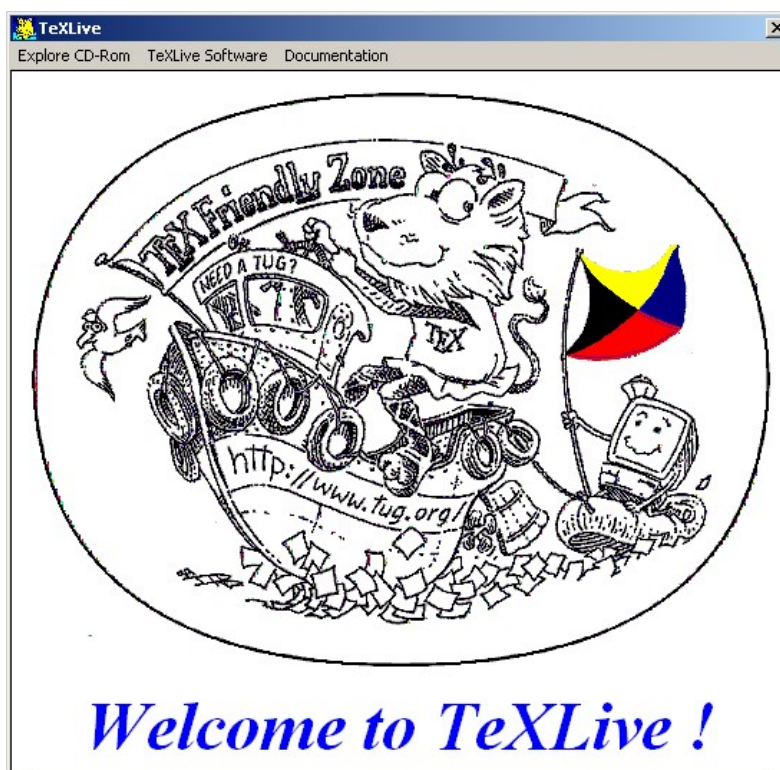 TeXLive
Explore CD-Rom TeXLive Software Documentation
TEX Friendly Zone
NEED A TUG?
TEX
http://www.tug.org/
Welcome to TeXLive !